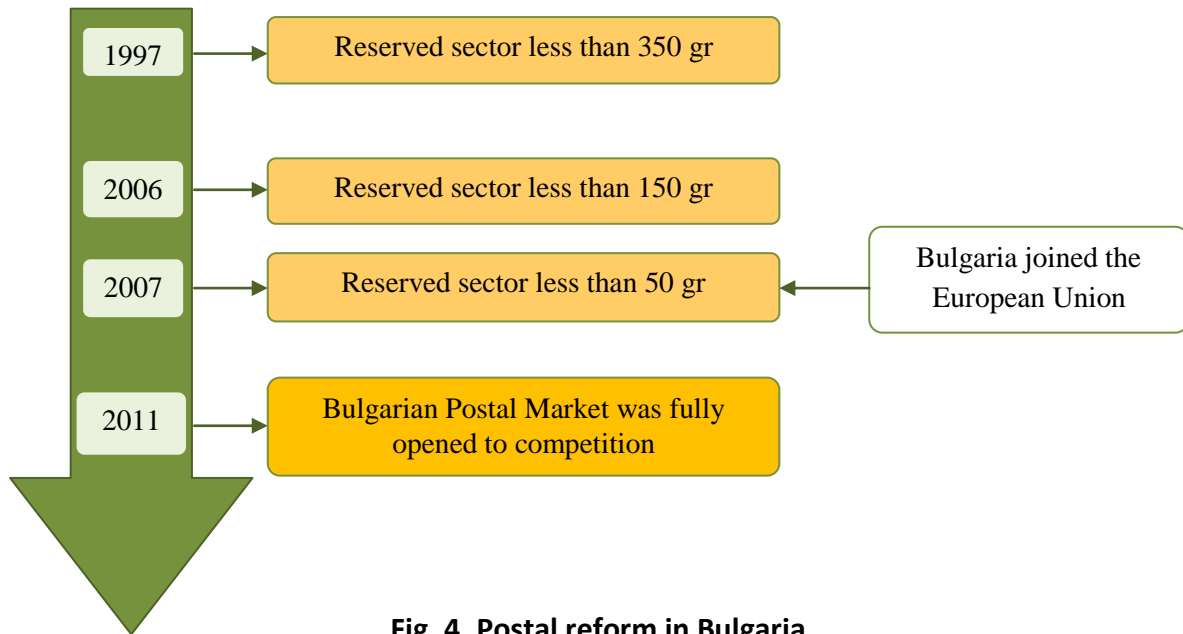 1997
Reserved sector less than 350 gr
2006
Reserved sector less than 150 gr
2007
Reserved sector less than 50 gr
Bulgaria joined the
European Union
2011
Bulgarian Postal Market was fully
opened to competition
Fig. 4. Postal reform in Bulgaria